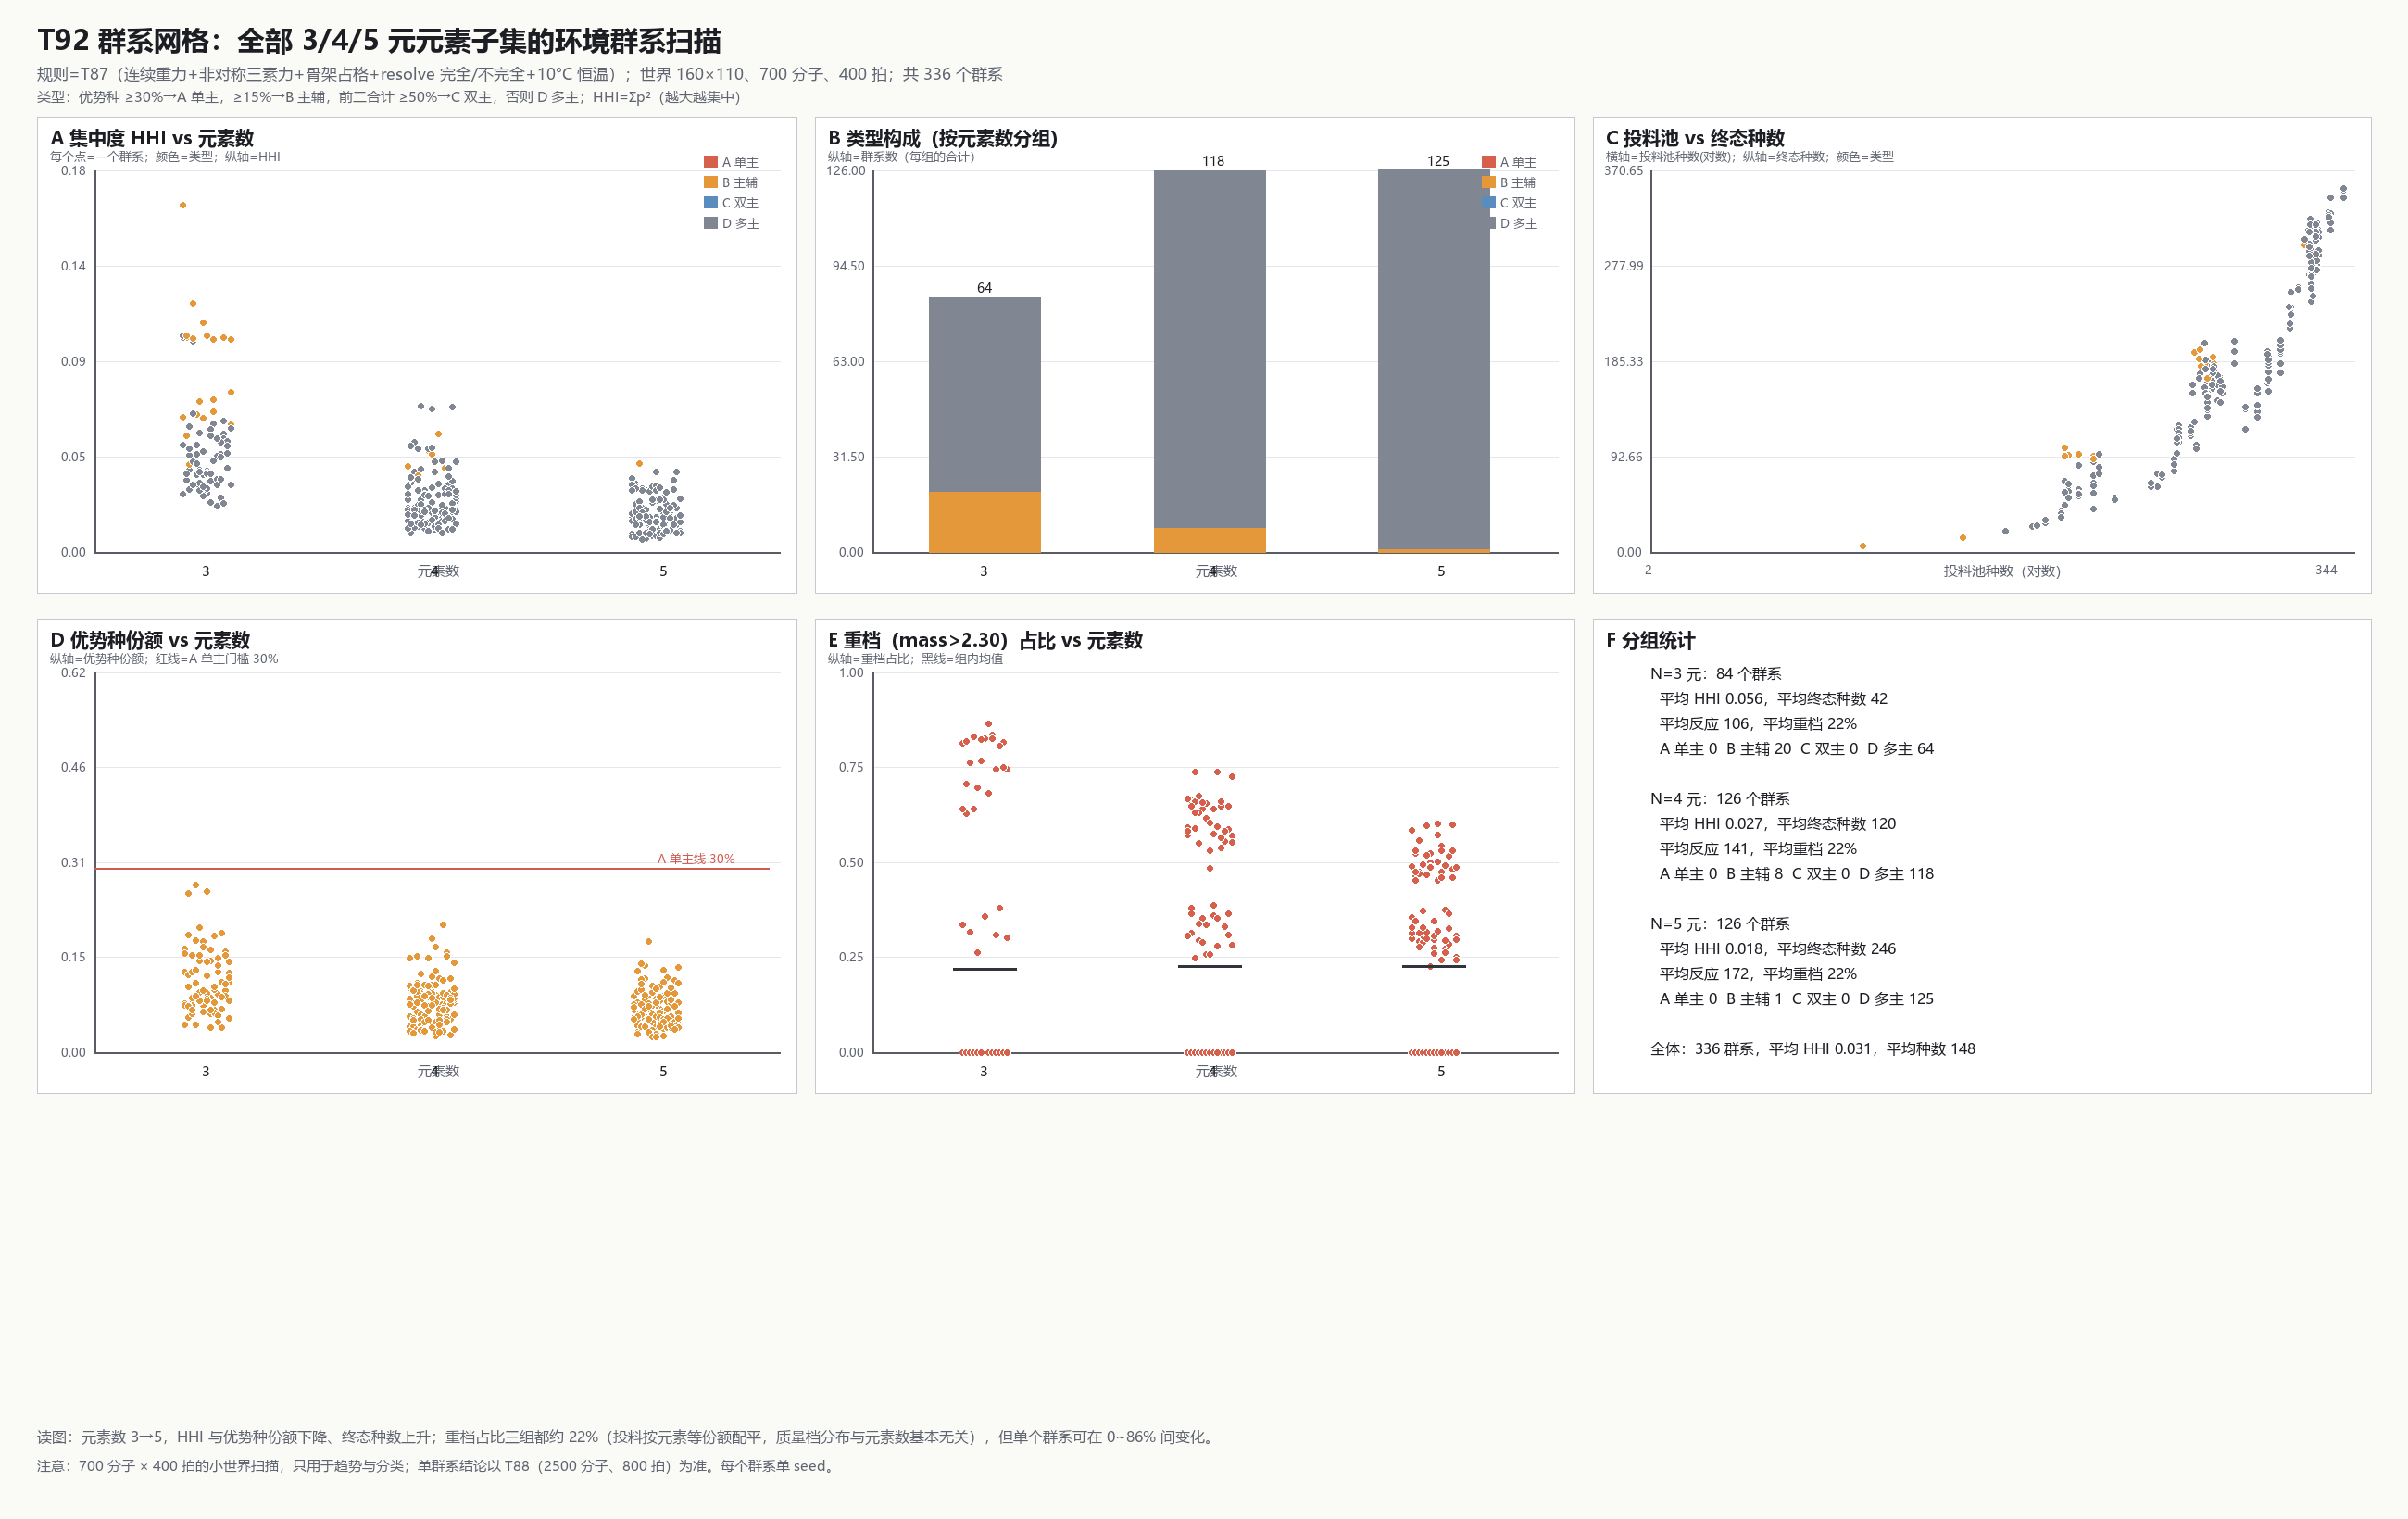 T92 群系网格：全部 3/4/5 元元素子集的环境群系扫描
规则=T87（连续重力+非对称三素力+骨架占格+resolve 完全/不完全+10°C 恒温）；世界 160×110、700 分子、400 拍；共 336 个群系
类型：优势种 ≥30%→A 单主，≥15%→B 主辅，前二合计 ≥50%→C 双主，否则 D 多主；HHI=Σp²（越大越集中）
A 集中度 HHI vs 元素数
每个点=一个群系；颜色=类型；纵轴=HHI
A 单主
B 主辅
C 双主
D 多主
0.18
0.14
0.09
0.05
0.00
3
4
5
元素数
B 类型构成（按元素数分组）
纵轴=群系数（每组的合计）
A 单主
B 主辅
C 双主
D 多主
126.00
94.50
63.00
31.50
0.00
64
118
125
3
4
5
元素数
C 投料池 vs 终态种数
横轴=投料池种数(对数)；纵轴=终态种数；颜色=类型
370.65
277.99
185.33
92.66
0.00
2
投料池种数（对数）
344
D 优势种份额 vs 元素数
纵轴=优势种份额；红线=A 单主门槛 30%
0.62
0.46
0.31
0.15
0.00
A 单主线 30%
3
4
5
元素数
E 重档（mass>2.30）占比 vs 元素数
纵轴=重档占比；黑线=组内均值
1.00
0.75
0.50
0.25
0.00
3
4
5
元素数
F 分组统计
N=3 元：84 个群系
平均 HHI 0.056，平均终态种数 42
平均反应 106，平均重档 22%
A 单主 0 B 主辅 20 C 双主 0 D 多主 64
N=4 元：126 个群系
平均 HHI 0.027，平均终态种数 120
平均反应 141，平均重档 22%
A 单主 0 B 主辅 8 C 双主 0 D 多主 118
N=5 元：126 个群系
平均 HHI 0.018，平均终态种数 246
平均反应 172，平均重档 22%
A 单主 0 B 主辅 1 C 双主 0 D 多主 125
全体：336 群系，平均 HHI 0.031，平均种数 148
读图：元素数 3→5，HHI 与优势种份额下降、终态种数上升；重档占比三组都约 22%（投料按元素等份额配平，质量档分布与元素数基本无关），但单个群系可在 0~86% 间变化。
注意：700 分子 × 400 拍的小世界扫描，只用于趋势与分类；单群系结论以 T88（2500 分子、800 拍）为准。每个群系单 seed。